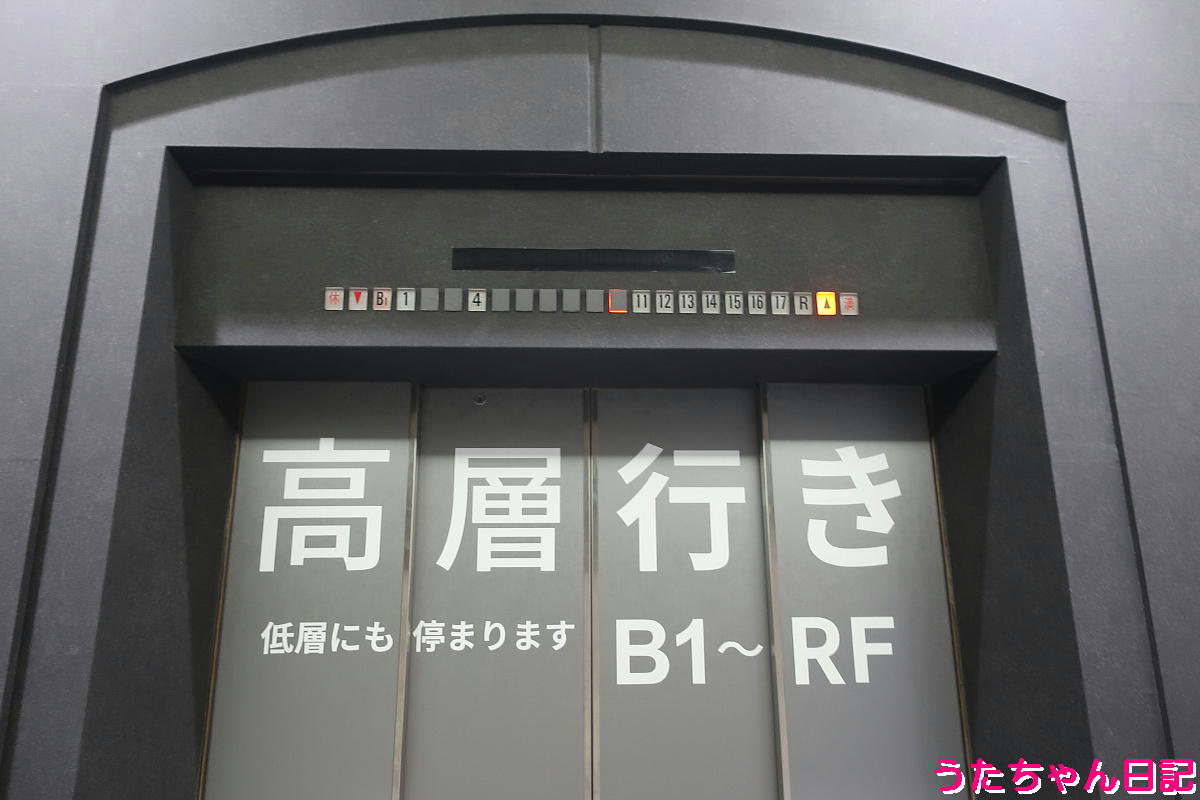 休 ▼ B1 1 4 11 12 13 14 15 16 17 R ▲ 満
高層行き
低層にも停まります B1～RF
うたちゃん日記